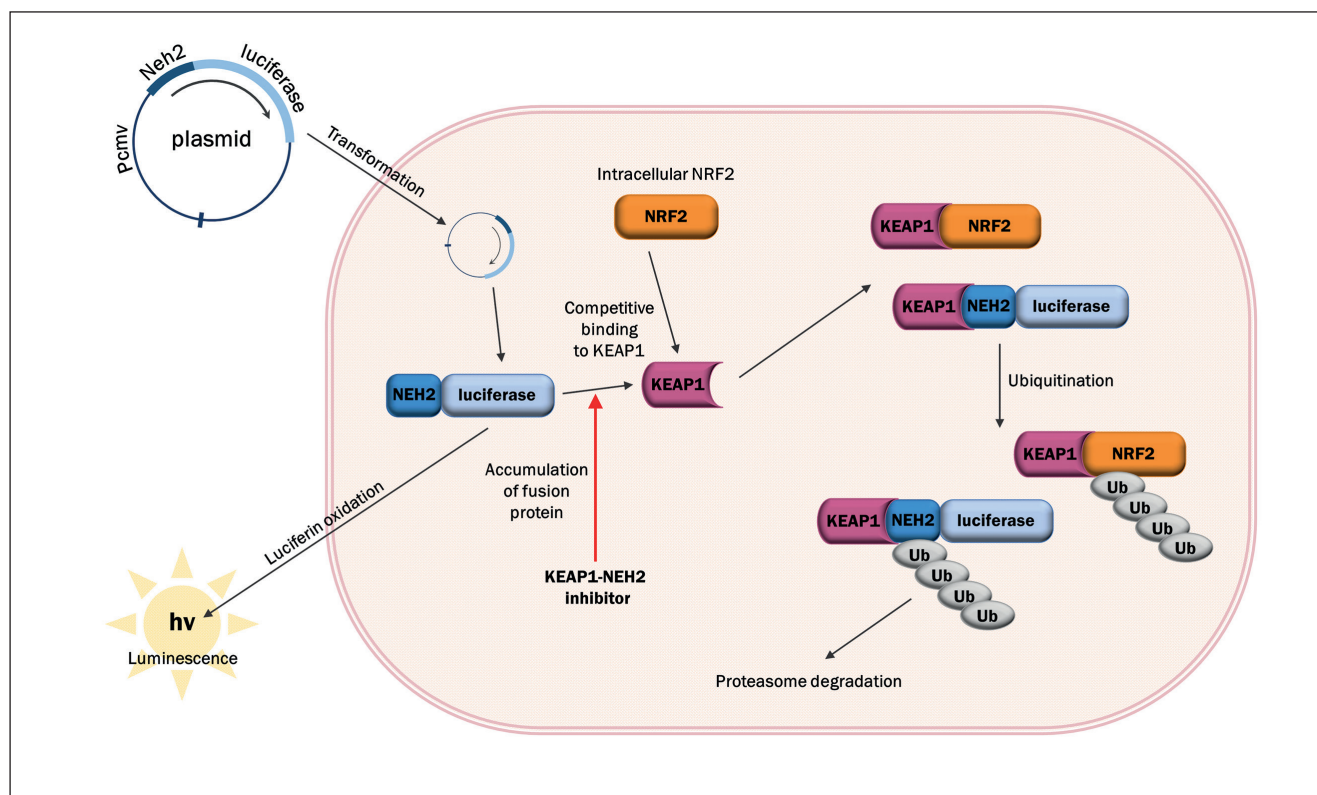 Neh2
luciferase
Pcmv
plasmid
Transformation
Intracellular NRF2
NRF2
KEAP1
NRF2
KEAP1
NEH2
luciferase
Competitive
binding
to KEAP1
KEAP1
NEH2
luciferase
Ubiquitination
KEAP1
NRF2
Ub
Ub
Ub
Ub
Accumulation
of fusion
protein
KEAP1
NEH2
luciferase
Ub
Ub
Ub
Ub
Luciferin oxidation
KEAP1-NEH2
inhibitor
hv
Luminescence
Proteasome degradation